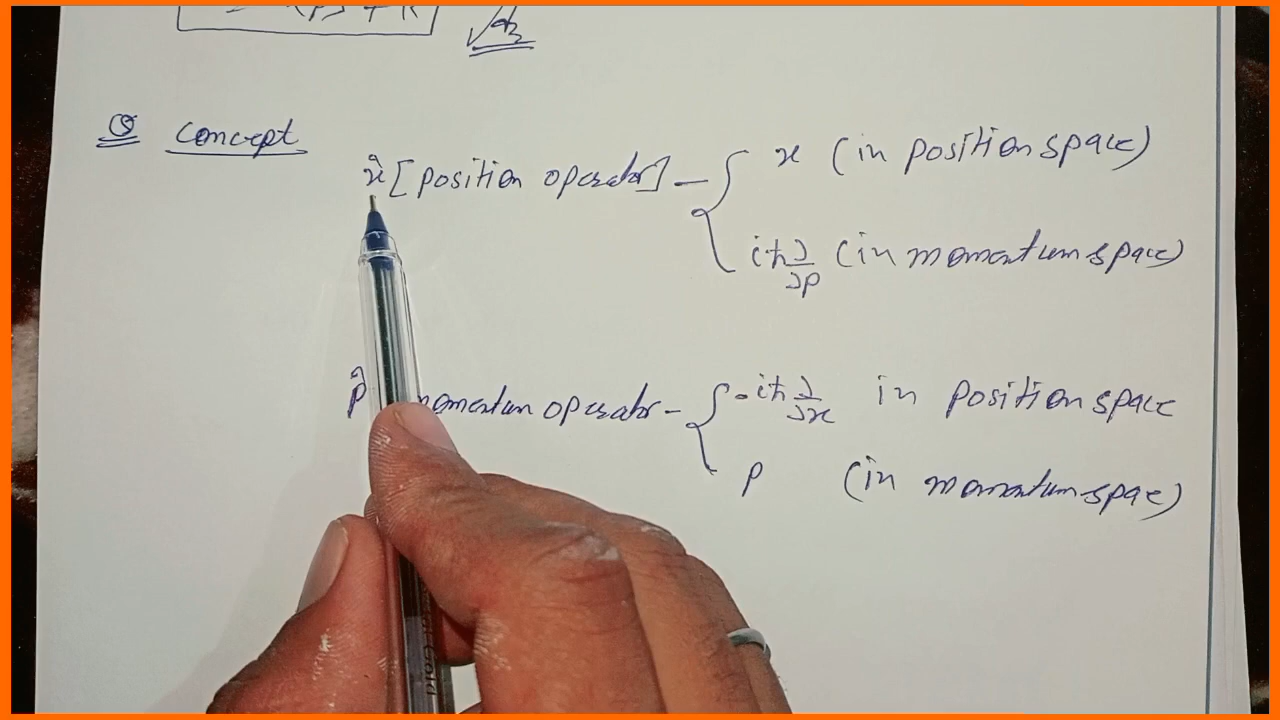 Q Concept
x̂ [position operator] – { x (in position space)
iħ ∂/∂p (in momentum space)
p̂ momentum operator – { -iħ ∂/∂x in position space
p (in momentum space)